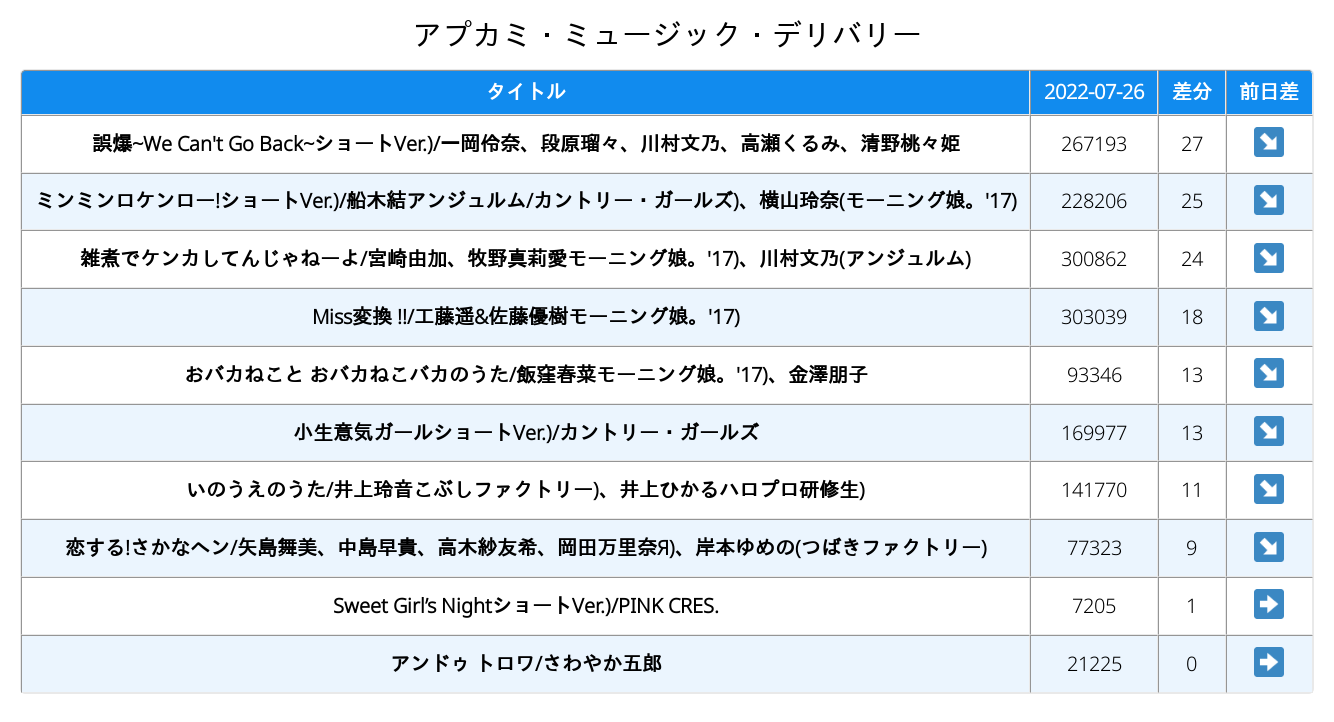 アプカミ・ミュージック・デリバリー
タイトル 2022-07-26 差分 前日差
誤爆~We Can't Go Back~ショートVer.)/一岡伶奈、段原瑠々、川村文乃、高瀬くるみ、清野桃々姫 267193 27
ミンミンロケンロー!ショートVer.)/船木結アンジュルム/カントリー・ガールズ)、横山玲奈(モーニング娘。'17) 228206 25
雑煮でケンカしてんじゃねーよ/宮崎由加、牧野真莉愛モーニング娘。'17)、川村文乃(アンジュルム) 300862 24
Miss変換 !!/工藤遥&佐藤優樹モーニング娘。'17) 303039 18
おバカねこと おバカねこバカのうた/飯窪春菜モーニング娘。'17)、金澤朋子 93346 13
小生意気ガールショートVer.)/カントリー・ガールズ 169977 13
いのうえのうた/井上玲音こぶしファクトリー)、井上ひかるハロプロ研修生) 141770 11
恋する!さかなヘン/矢島舞美、中島早貴、高木紗友希、岡田万里奈Я)、岸本ゆめの(つばきファクトリー) 77323 9
Sweet Girl’s NightショートVer.)/PINK CRES. 7205 1
アンドゥ トロワ/さわやか五郎 21225 0